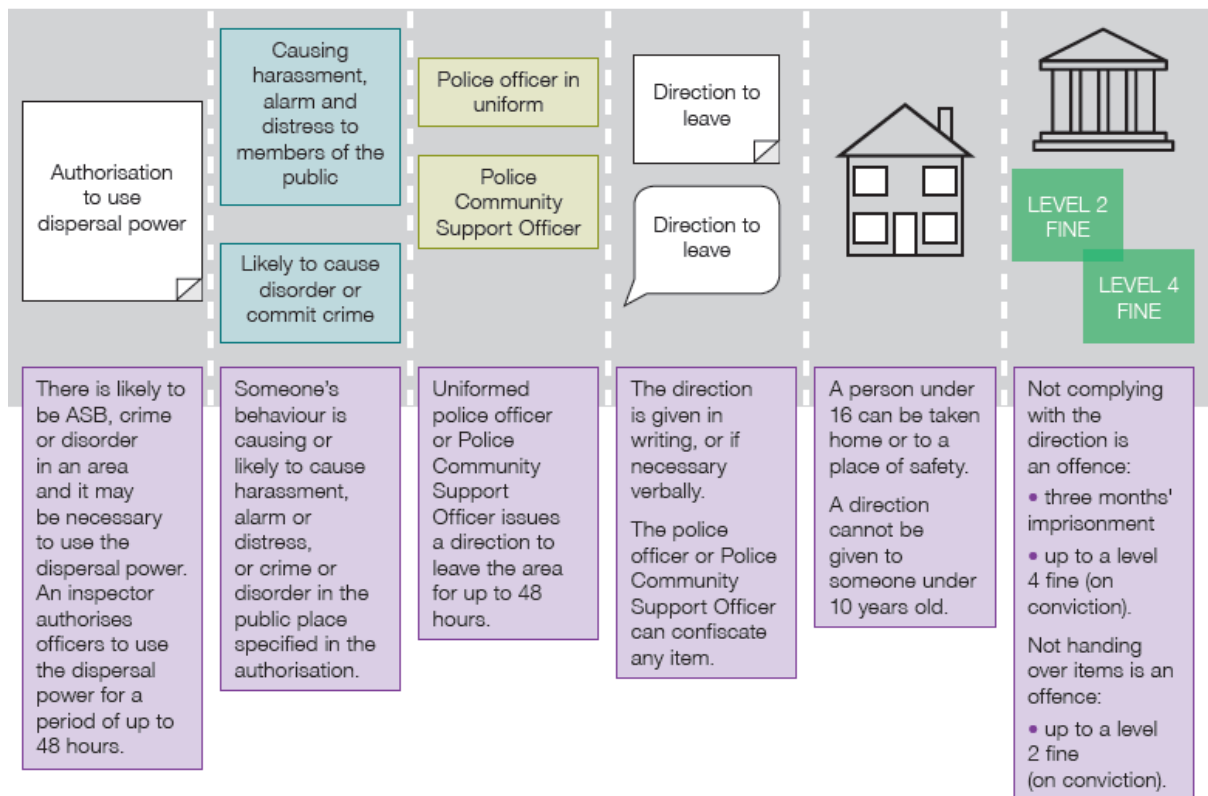 Authorisation
to use
dispersal power
Causing
harassment,
alarm and
distress to
members of the
public
Likely to cause
disorder or
commit crime
Police officer in
uniform
Police
Community
Support Officer
Direction to
leave
Direction to
leave
LEVEL 2
FINE
LEVEL 4
FINE
There is likely to
be ASB, crime
or disorder
in an area
and it may
be necessary
to use the
dispersal power.
An inspector
authorises
officers to use
the dispersal
power for a
period of up to
48 hours.
Someone's
behaviour is
causing or
likely to cause
harassment,
alarm or
distress,
or crime or
disorder in the
public place
specified in the
authorisation.
Uniformed
police officer
or Police
Community
Support
Officer issues
a direction to
leave the area
for up to 48
hours.
The direction
is given in
writing, or if
necessary
verbally.
The police
officer or Police
Community
Support Officer
can confiscate
any item.
A person under
16 can be taken
home or to a
place of safety.
A direction
cannot be
given to
someone under
10 years old.
Not complying
with the
direction is
an offence:
• three months'
imprisonment
• up to a level
4 fine (on
conviction).
Not handing
over items is an
offence:
• up to a level
2 fine
(on conviction).